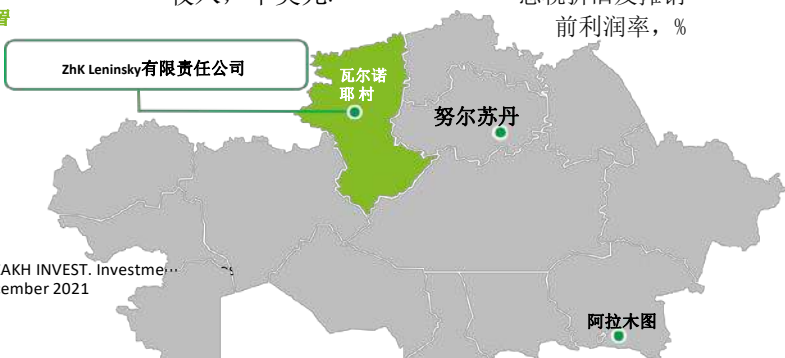 前利润率，%
ZhK Leninsky有限责任公司
瓦尔诺
耶 村
努尔苏丹
AKH INVEST. Investme
ember 2021
阿拉木图